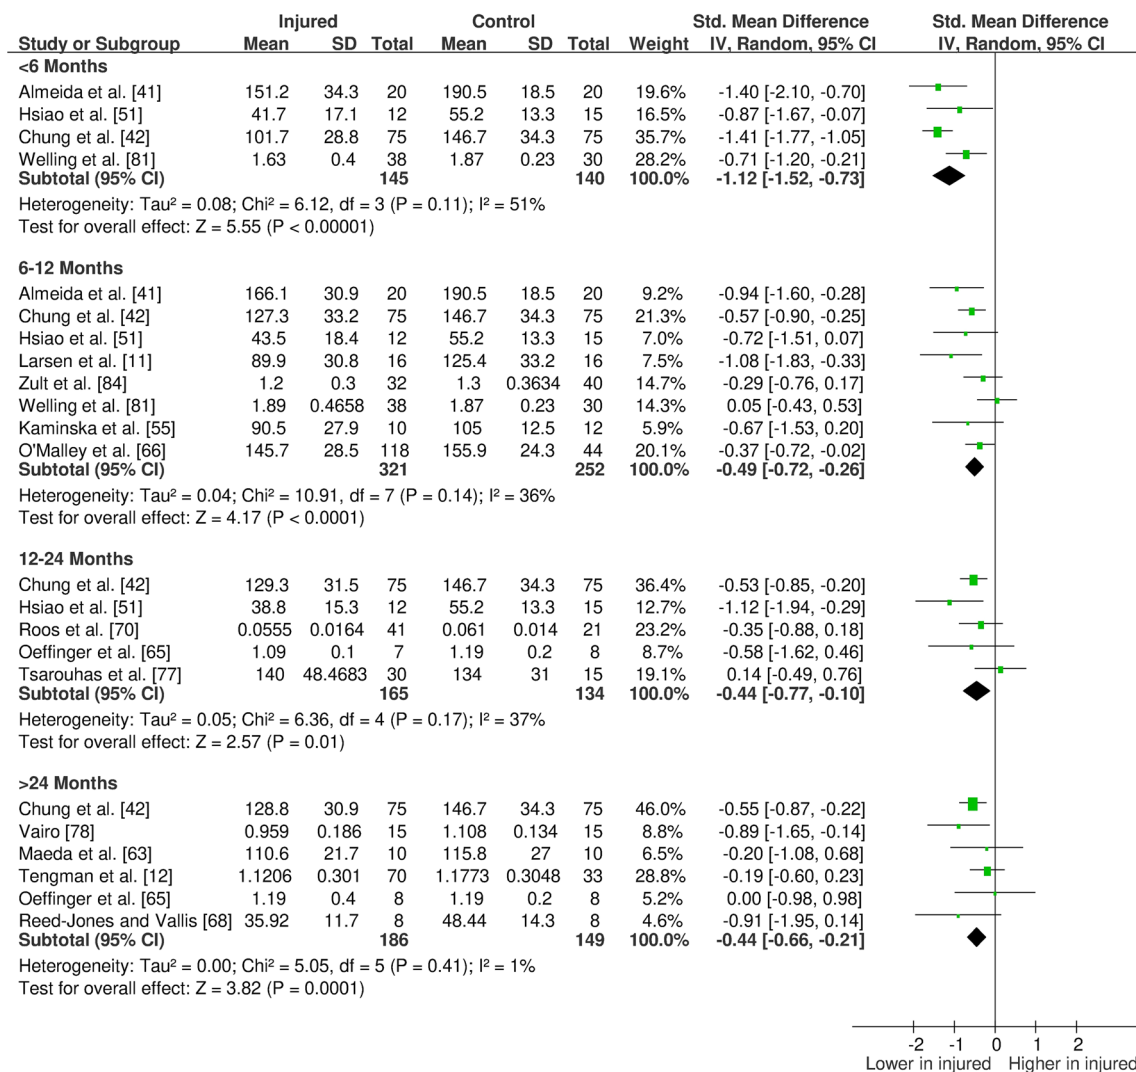 Injured Control Std. Mean Difference Std. Mean Difference
Study or Subgroup Mean SD Total Mean SD Total Weight IV, Random, 95% CI IV, Random, 95% CI
<6 Months
Almeida et al. [41] 151.2 34.3 20 190.5 18.5 20 19.6% -1.40 [-2.10, -0.70]
Hsiao et al. [51] 41.7 17.1 12 55.2 13.3 15 16.5% -0.87 [-1.67, -0.07]
Chung et al. [42] 101.7 28.8 75 146.7 34.3 75 35.7% -1.41 [-1.77, -1.05]
Welling et al. [81] 1.63 0.4 38 1.87 0.23 30 28.2% -0.71 [-1.20, -0.21]
Subtotal (95% CI) 145 140 100.0% -1.12 [-1.52, -0.73]
Heterogeneity: Tau² = 0.08; Chi² = 6.12, df = 3 (P = 0.11); I² = 51%
Test for overall effect: Z = 5.55 (P < 0.00001)
6-12 Months
Almeida et al. [41] 166.1 30.9 20 190.5 18.5 20 9.2% -0.94 [-1.60, -0.28]
Chung et al. [42] 127.3 33.2 75 146.7 34.3 75 21.3% -0.57 [-0.90, -0.25]
Hsiao et al. [51] 43.5 18.4 12 55.2 13.3 15 7.0% -0.72 [-1.51, 0.07]
Larsen et al. [11] 89.9 30.8 16 125.4 33.2 16 7.5% -1.08 [-1.83, -0.33]
Zult et al. [84] 1.2 0.3 32 1.3 0.3634 40 14.7% -0.29 [-0.76, 0.17]
Welling et al. [81] 1.89 0.4658 38 1.87 0.23 30 14.3% 0.05 [-0.43, 0.53]
Kaminska et al. [55] 90.5 27.9 10 105 12.5 12 5.9% -0.67 [-1.53, 0.20]
O'Malley et al. [66] 145.7 28.5 118 155.9 24.3 44 20.1% -0.37 [-0.72, -0.02]
Subtotal (95% CI) 321 252 100.0% -0.49 [-0.72, -0.26]
Heterogeneity: Tau² = 0.04; Chi² = 10.91, df = 7 (P = 0.14); I² = 36%
Test for overall effect: Z = 4.17 (P < 0.0001)
12-24 Months
Chung et al. [42] 129.3 31.5 75 146.7 34.3 75 36.4% -0.53 [-0.85, -0.20]
Hsiao et al. [51] 38.8 15.3 12 55.2 13.3 15 12.7% -1.12 [-1.94, -0.29]
Roos et al. [70] 0.0555 0.0164 41 0.061 0.014 21 23.2% -0.35 [-0.88, 0.18]
Oeffinger et al. [65] 1.09 0.1 7 1.19 0.2 8 8.7% -0.58 [-1.62, 0.46]
Tsarouhas et al. [77] 140 48.4683 30 134 31 15 19.1% 0.14 [-0.49, 0.76]
Subtotal (95% CI) 165 134 100.0% -0.44 [-0.77, -0.10]
Heterogeneity: Tau² = 0.05; Chi² = 6.36, df = 4 (P = 0.17); I² = 37%
Test for overall effect: Z = 2.57 (P = 0.01)
>24 Months
Chung et al. [42] 128.8 30.9 75 146.7 34.3 75 46.0% -0.55 [-0.87, -0.22]
Vairo [78] 0.959 0.186 15 1.108 0.134 15 8.8% -0.89 [-1.65, -0.14]
Maeda et al. [63] 110.6 21.7 10 115.8 27 10 6.5% -0.20 [-1.08, 0.68]
Tengman et al. [12] 1.1206 0.301 70 1.1773 0.3048 33 28.8% -0.19 [-0.60, 0.23]
Oeffinger et al. [65] 1.19 0.4 8 1.19 0.2 8 5.2% 0.00 [-0.98, 0.98]
Reed-Jones and Vallis [68] 35.92 11.7 8 48.44 14.3 8 4.6% -0.91 [-1.95, 0.14]
Subtotal (95% CI) 186 149 100.0% -0.44 [-0.66, -0.21]
Heterogeneity: Tau² = 0.00; Chi² = 5.05, df = 5 (P = 0.41); I² = 1%
Test for overall effect: Z = 3.82 (P = 0.0001)
-2 -1 0 1 2
Lower in injured Higher in injured